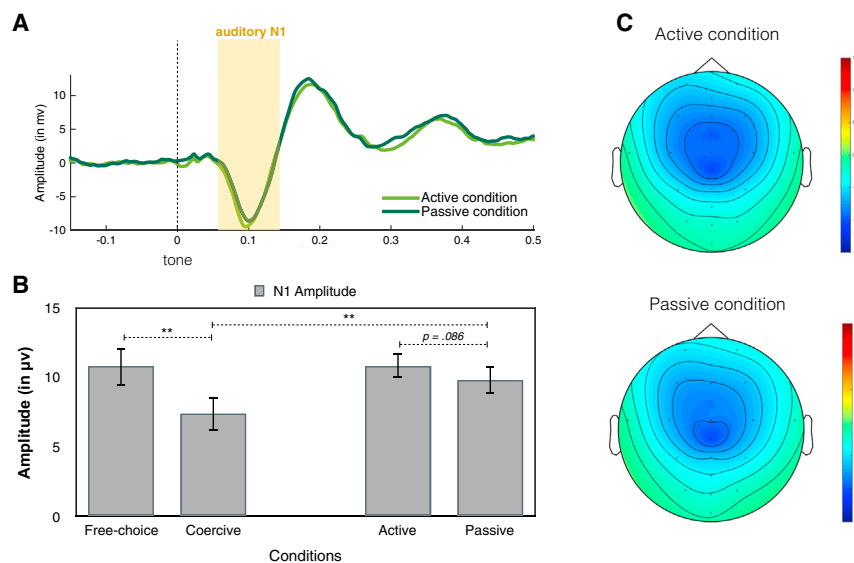 A
auditory N1
Amplitude (in mv)
10
5
0
-5
-10
-0.1
0
0.1
0.2
0.3
0.4
0.5
tone
Active condition
Passive condition
B
N1 Amplitude
Amplitude (in μv)
15
10
5
0
**
**
p = .086
Free-choice
Coercive
Active
Passive
Conditions
C
Active condition
Passive condition